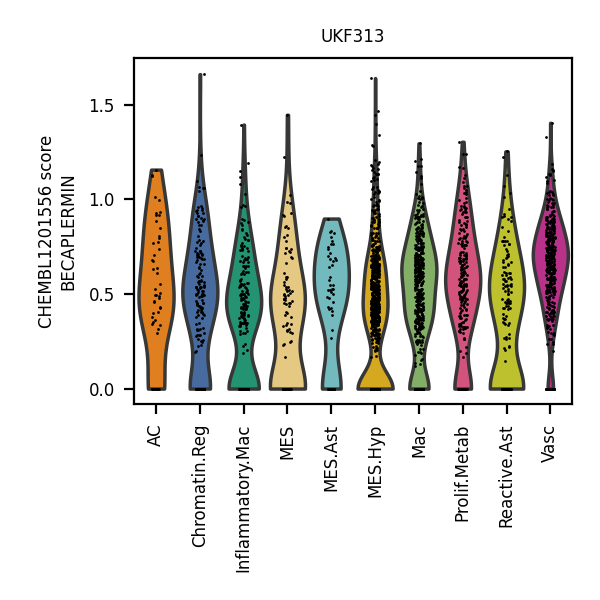 UKF313
CHEMBL1201556 score
BECAPLERMIN
1.5
1.0
0.5
0.0
AC
Chromatin.Reg
Inflammatory.Mac
MES
MES.Ast
MES.Hyp
Mac
Prolif.Metab
Reactive.Ast
Vasc